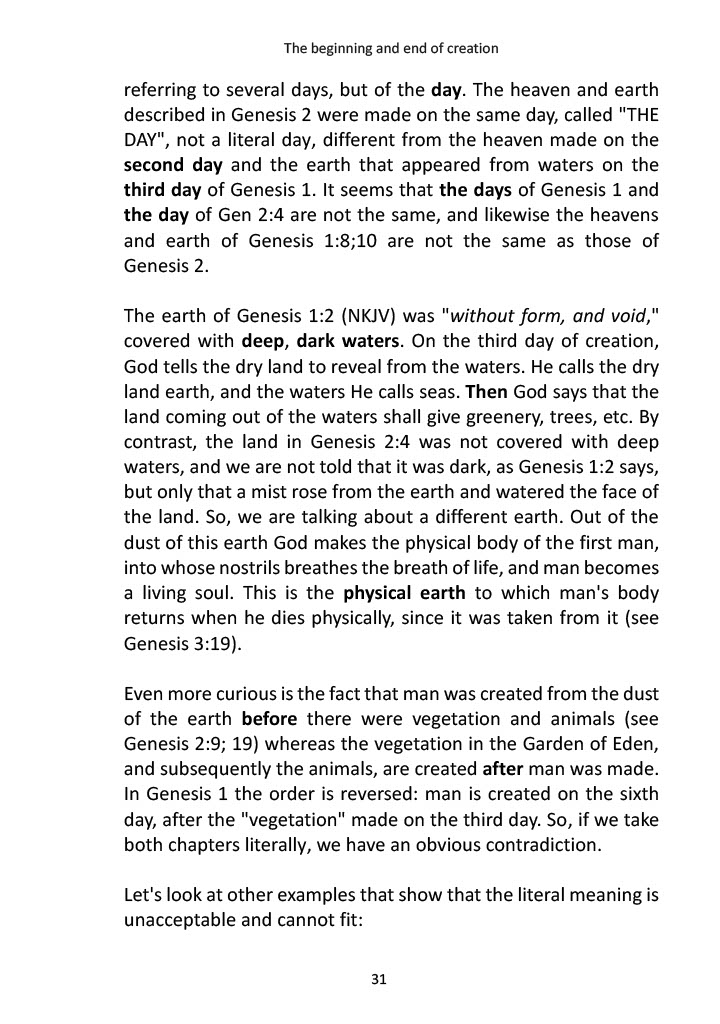 The beginning and end of creation
referring to several days, but of the day. The heaven and earth
described in Genesis 2 were made on the same day, called "THE
DAY", not a literal day, different from the heaven made on the
second day and the earth that appeared from waters on the
third day of Genesis 1. It seems that the days of Genesis 1 and
the day of Gen 2:4 are not the same, and likewise the heavens
and earth of Genesis 1:8;10 are not the same as those of
Genesis 2.
The earth of Genesis 1:2 (NKJV) was "without form, and void,"
covered with deep, dark waters. On the third day of creation,
God tells the dry land to reveal from the waters. He calls the dry
land earth, and the waters He calls seas. Then God says that the
land coming out of the waters shall give greenery, trees, etc. By
contrast, the land in Genesis 2:4 was not covered with deep
waters, and we are not told that it was dark, as Genesis 1:2 says,
but only that a mist rose from the earth and watered the face of
the land. So, we are talking about a different earth. Out of the
dust of this earth God makes the physical body of the first man,
into whose nostrils breathes the breath of life, and man becomes
a living soul. This is the physical earth to which man's body
returns when he dies physically, since it was taken from it (see
Genesis 3:19).
Even more curious is the fact that man was created from the dust
of the earth before there were vegetation and animals (see
Genesis 2:9; 19) whereas the vegetation in the Garden of Eden,
and subsequently the animals, are created after man was made.
In Genesis 1 the order is reversed: man is created on the sixth
day, after the "vegetation" made on the third day. So, if we take
both chapters literally, we have an obvious contradiction.
Let's look at other examples that show that the literal meaning is
unacceptable and cannot fit:
31